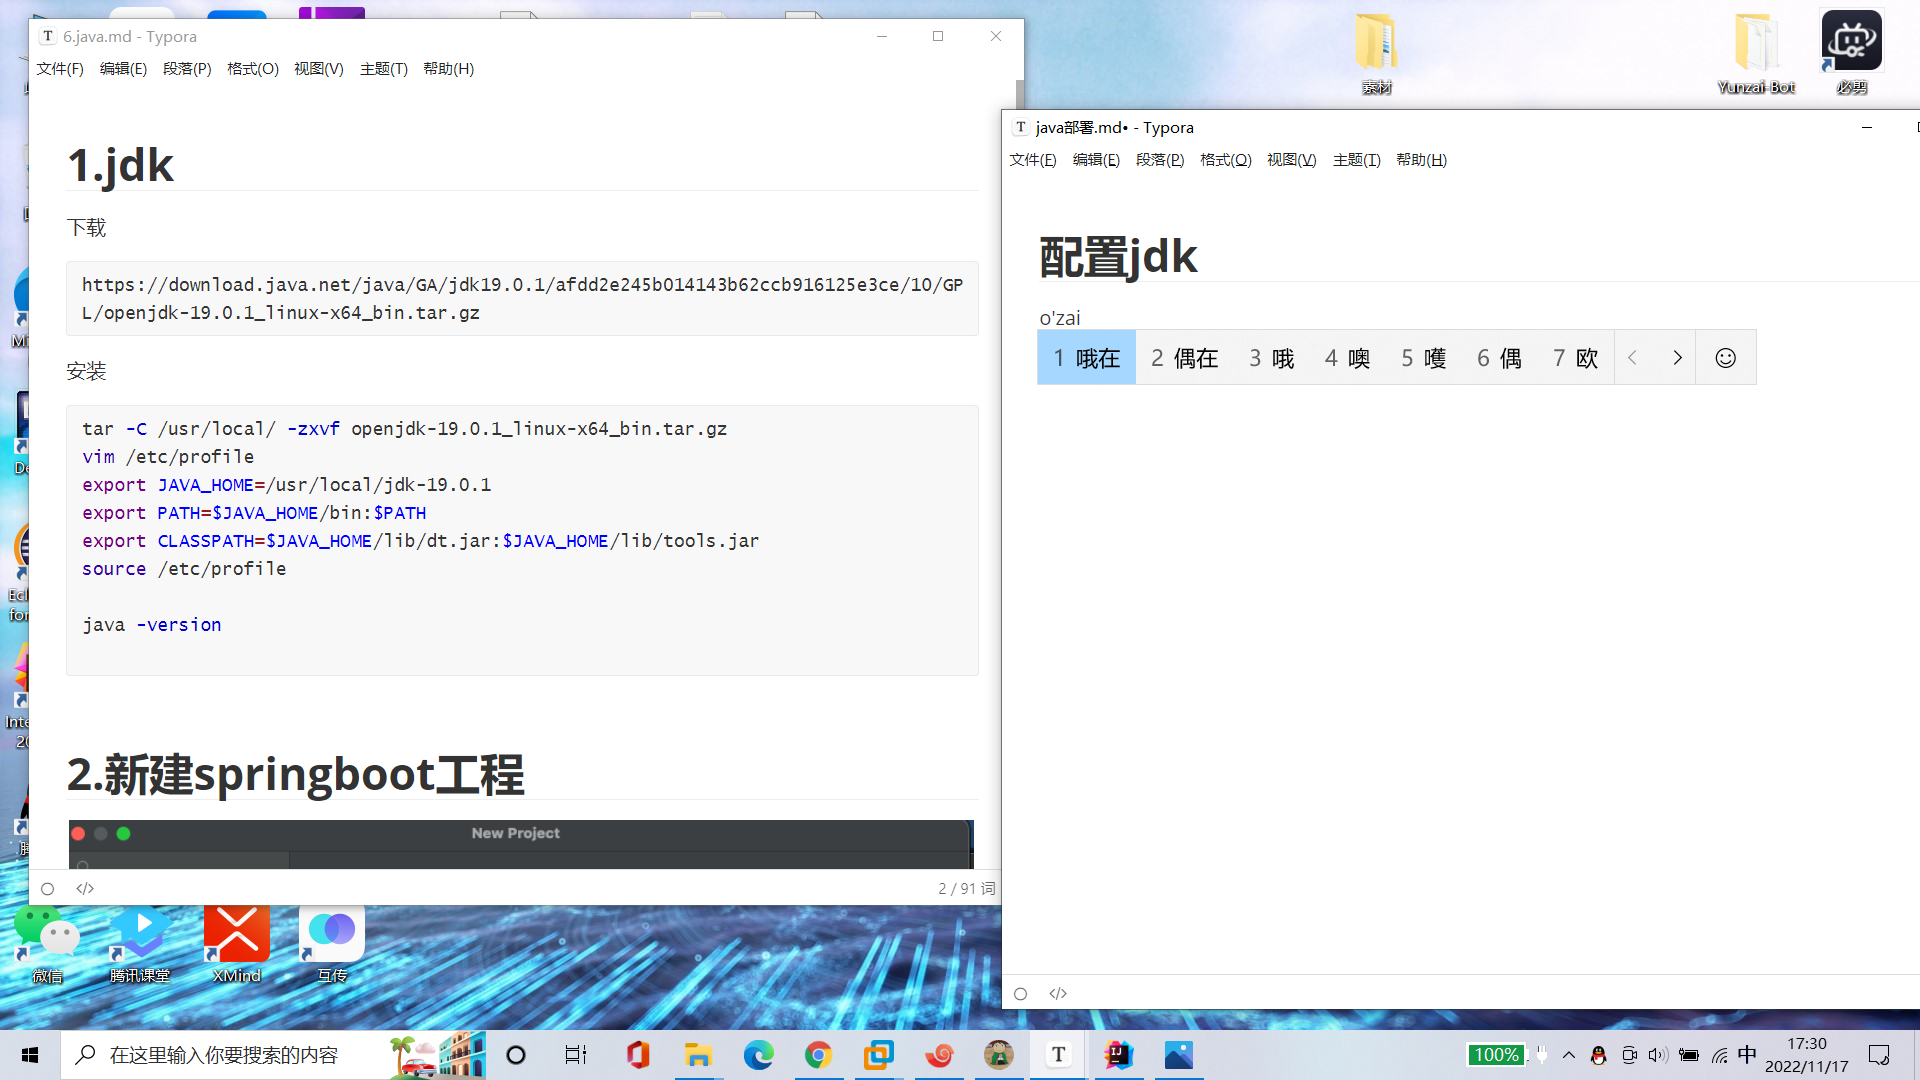 6.java.md - Typora
文件(F) 编辑(E) 段落(P) 格式(O) 视图(V) 主题(T) 帮助(H)
1.jdk
下载
https://download.java.net/java/GA/jdk19.0.1/afdd2e245b014143b62ccb916125e3ce/10/GP
L/openjdk-19.0.1_linux-x64_bin.tar.gz
安装
tar -C /usr/local/ -zxvf openjdk-19.0.1_linux-x64_bin.tar.gz
vim /etc/profile
export JAVA_HOME=/usr/local/jdk-19.0.1
export PATH=$JAVA_HOME/bin:$PATH
export CLASSPATH=$JAVA_HOME/lib/dt.jar:$JAVA_HOME/lib/tools.jar
source /etc/profile
java -version
2.新建springboot工程
New Project
2 / 91 词
素材
Yunzai-Bot
必剪
java部署.md• - Typora
文件(F) 编辑(E) 段落(P) 格式(O) 视图(V) 主题(T) 帮助(H)
配置jdk
o'zai
1 哦在 2 偶在 3 哦 4 噢 5 嚄 6 偶 7 欧
微信
腾讯课堂
XMind
互传
在这里输入你要搜索的内容
100%
中
17:30
2022/11/17